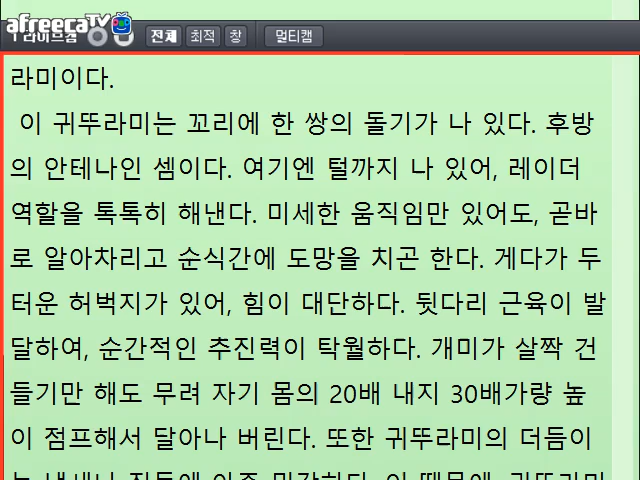 afreecaTV
전체 최적 창 멀티캠
라미이다.
이 귀뚜라미는 꼬리에 한 쌍의 돌기가 나 있다. 후방
의 안테나인 셈이다. 여기엔 털까지 나 있어, 레이더
역할을 톡톡히 해낸다. 미세한 움직임만 있어도, 곧바
로 알아차리고 순식간에 도망을 치곤 한다. 게다가 두
터운 허벅지가 있어, 힘이 대단하다. 뒷다리 근육이 발
달하여, 순간적인 추진력이 탁월하다. 개미가 살짝 건
들기만 해도 무려 자기 몸의 20배 내지 30배가량 높
이 점프해서 달아나 버린다. 또한 귀뚜라미의 더듬이